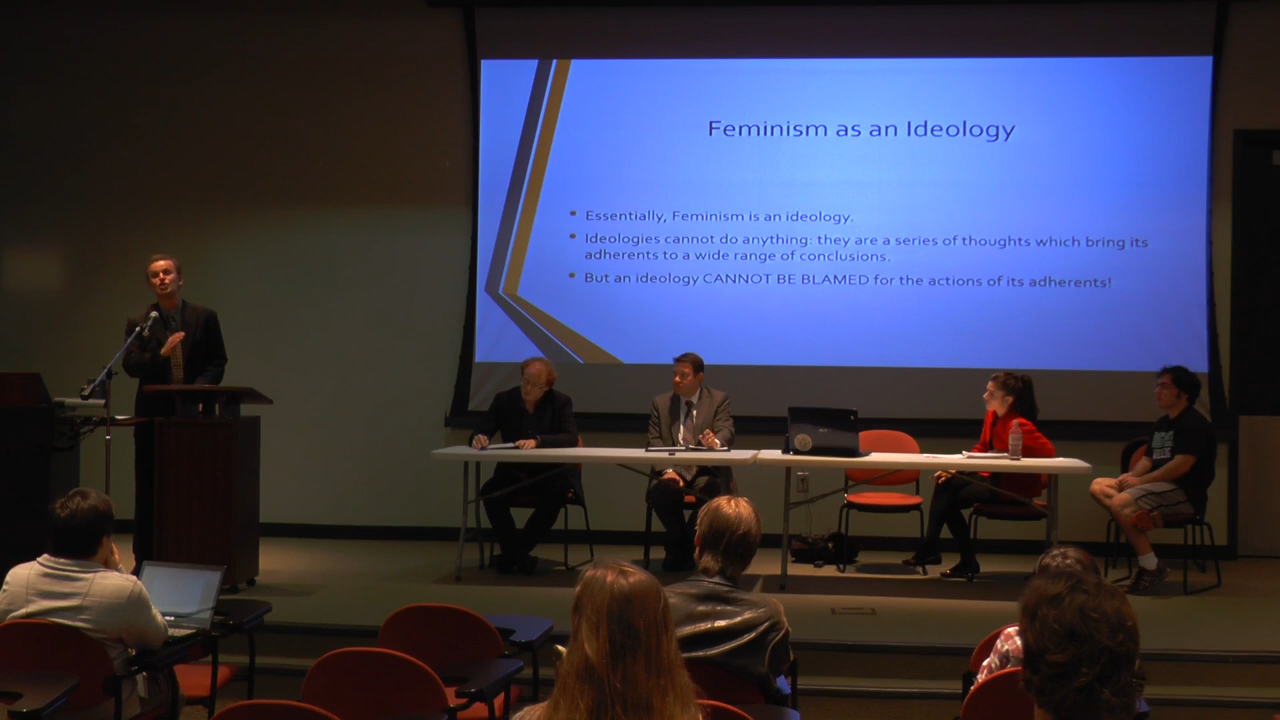 Feminism as an Ideology
• Essentially, Feminism is an ideology.
• Ideologies cannot do anything: they are a series of thoughts which bring its
adherents to a wide range of conclusions.
• But an ideology CANNOT BE BLAMED for the actions of its adherents!